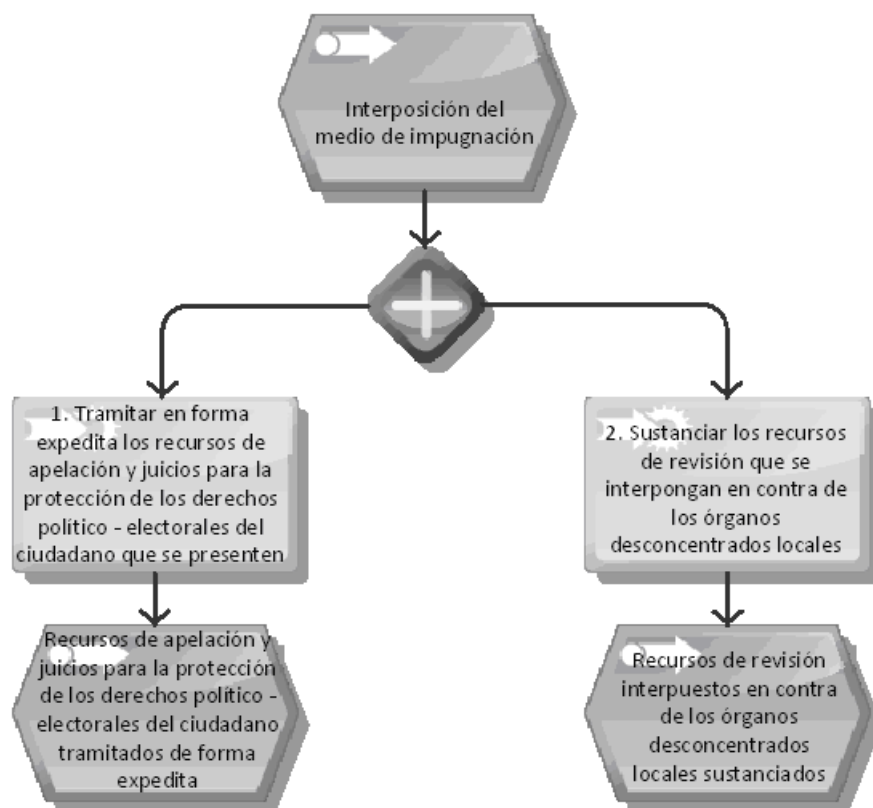 Interposición del
medio de impugnación
1. Tramitar en forma
expedita los recursos de
apelación y juicios para la
protección de los derechos
político - electorales del
ciudadano que se presenten
2. Sustanciar los recursos
de revisión que se
interpongan en contra de
los órganos
desconcentrados locales
Recursos de apelación y
juicios para la protección
de los derechos político -
electorales del ciudadano
tramitados de forma
expedita
Recursos de revisión
interpuestos en contra
de los órganos
desconcentrados
locales sustanciados